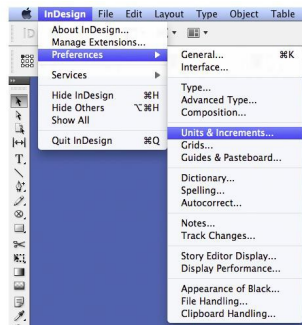 InDesign File Edit Layout Type Object Table
About InDesign...
Manage Extensions...
Preferences
Services
Hide InDesign ⌘H
Hide Others ⌥⌘H
Show All
Quit InDesign ⌘Q
General... ⌘K
Interface...
Type...
Advanced Type...
Composition...
Units & Increments...
Grids...
Guides & Pasteboard...
Dictionary...
Spelling...
Autocorrect...
Notes...
Track Changes...
Story Editor Display...
Display Performance...
Appearance of Black...
File Handling...
Clipboard Handling...